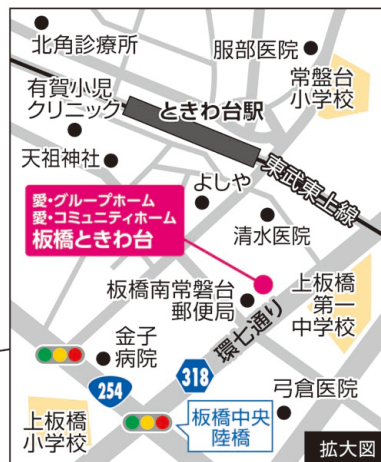 北角診療所
服部医院
有賀小児
クリニック
常盤台
小学校
ときわ台駅
天祖神社
よしや
東武東上線
愛・グループホーム
愛・コミュニティホーム
板橋ときわ台
清水医院
板橋南常磐台
郵便局
上板橋
第一
中学校
環七通り
金子
病院
254
318
弓倉医院
上板橋
小学校
板橋中央
陸橋
拡大図